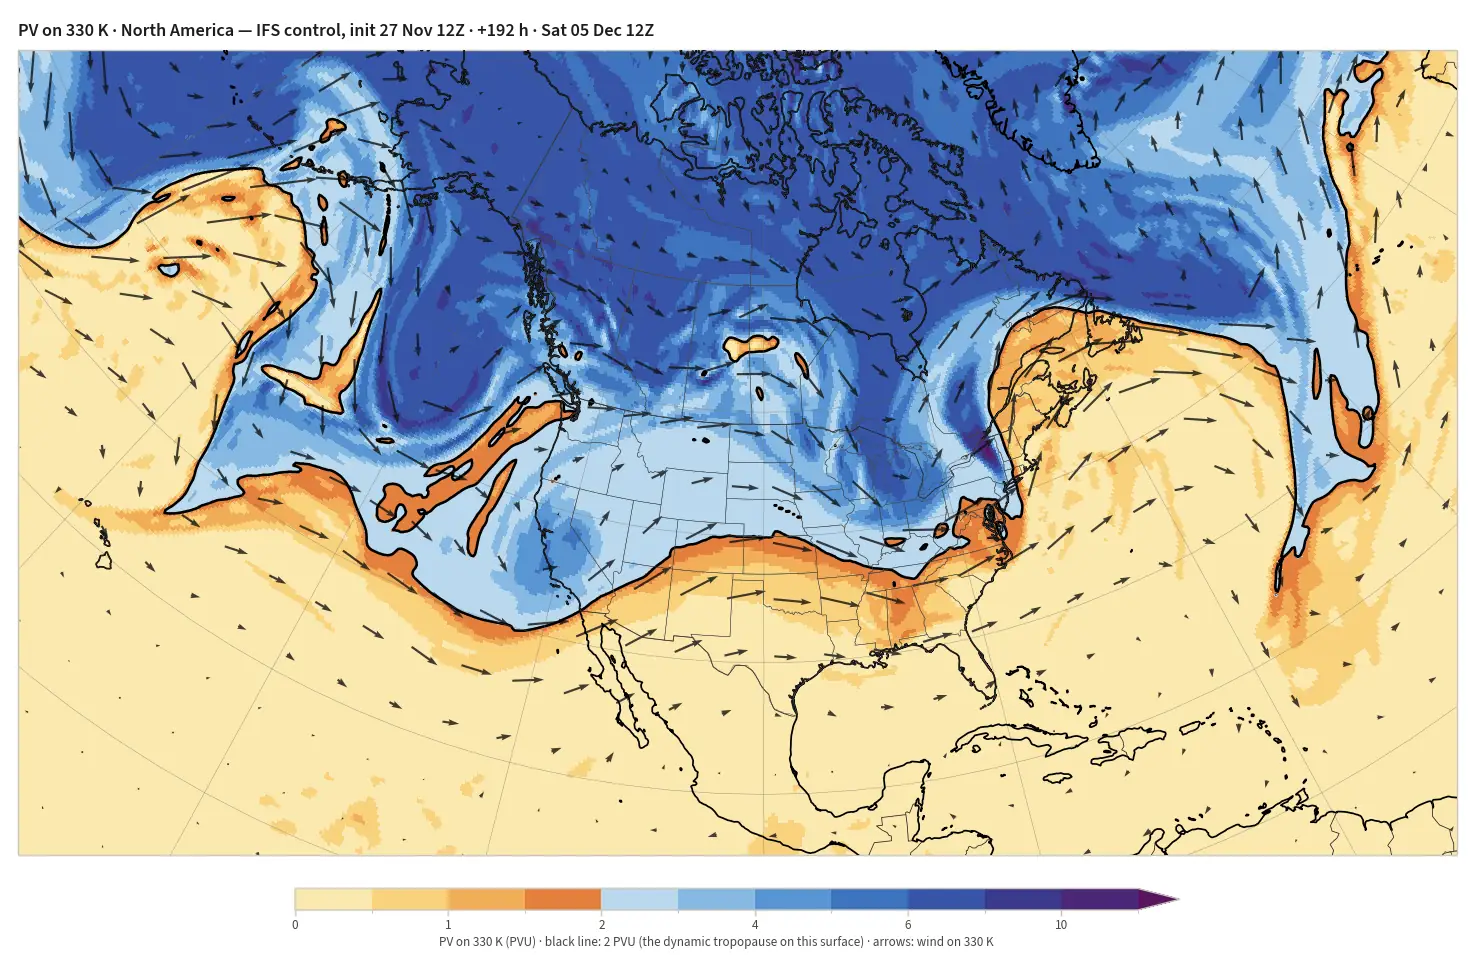 PV on 330 K · North America — IFS control, init 27 Nov 12Z · +192 h · Sat 05 Dec 12Z
0 1 2 4 6 10
PV on 330 K (PVU) · black line: 2 PVU (the dynamic tropopause on this surface) · arrows: wind on 330 K